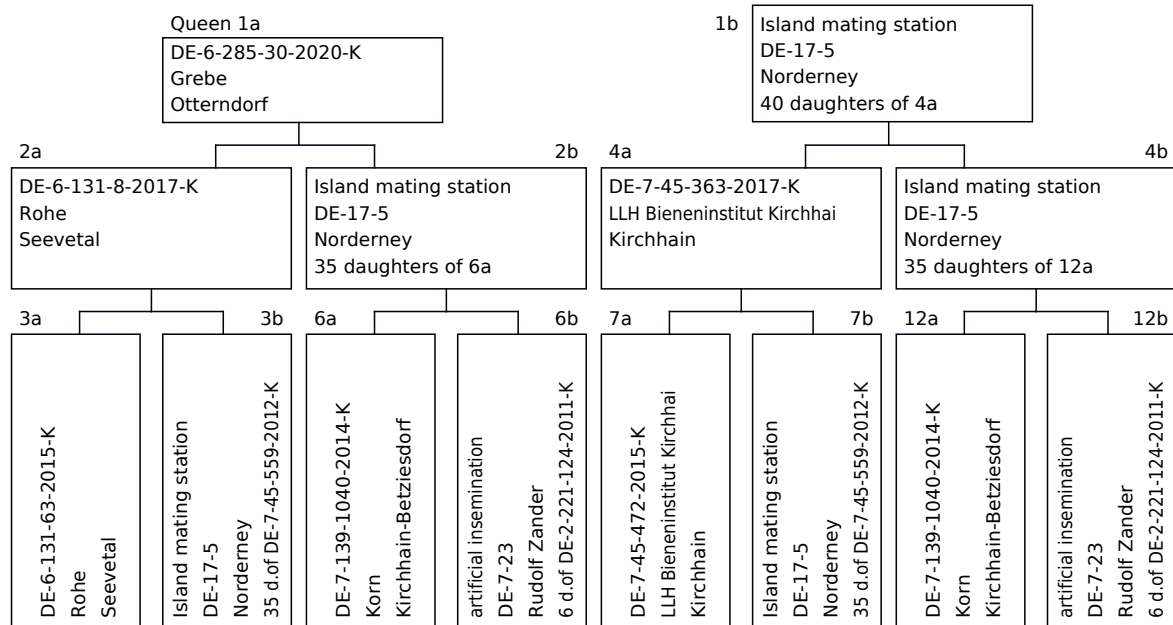 Queen 1a
DE-6-285-30-2020-K
Grebe
Otterndorf
1b
Island mating station
DE-17-5
Norderney
40 daughters of 4a
2a
DE-6-131-8-2017-K
Rohe
Seevetal
2b
Island mating station
DE-17-5
Norderney
35 daughters of 6a
4a
DE-7-45-363-2017-K
LLH Bieneninstitut Kirchhai
Kirchhain
4b
Island mating station
DE-17-5
Norderney
35 daughters of 12a
3a
DE-6-131-63-2015-K
Rohe
Seevetal
3b
Island mating station
DE-17-5
Norderney
35 d.of DE-7-45-559-2012-K
6a
DE-7-139-1040-2014-K
Korn
Kirchhain-Betziesdorf
6b
artificial insemination
DE-7-23
Rudolf Zander
6 d.of DE-2-221-124-2011-K
7a
DE-7-45-472-2015-K
LLH Bieneninstitut Kirchhai
Kirchhain
7b
Island mating station
DE-17-5
Norderney
35 d.of DE-7-45-559-2012-K
12a
DE-7-139-1040-2014-K
Korn
Kirchhain-Betziesdorf
12b
artificial insemination
DE-7-23
Rudolf Zander
6 d.of DE-2-221-124-2011-K